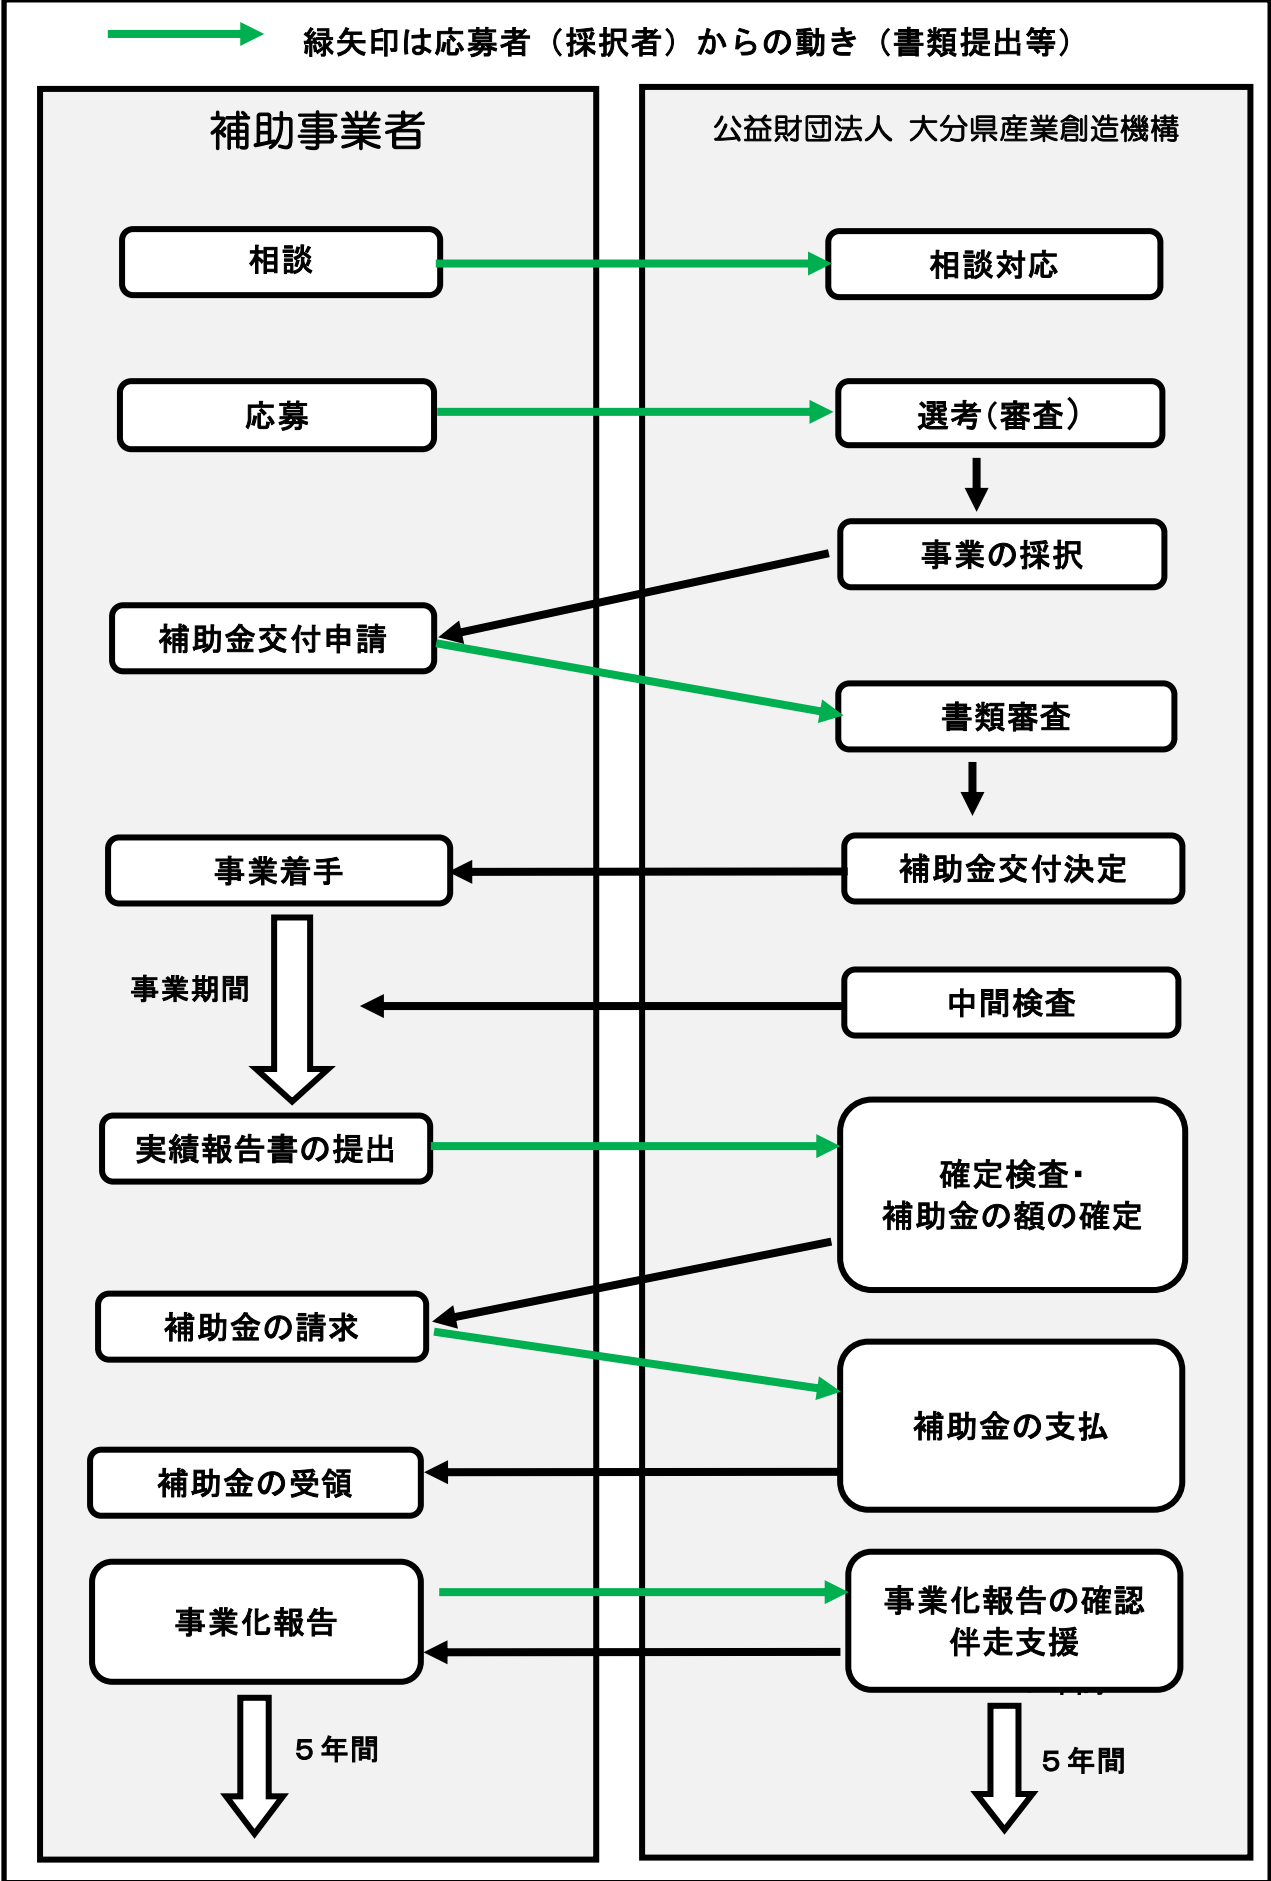 緑矢印は応募者（採択者）からの動き（書類提出等）
補助事業者
公益財団法人 大分県産業創造機構
相談
相談対応
応募
選考（審査）
事業の採択
補助金交付申請
書類審査
事業着手
補助金交付決定
事業期間
中間検査
実績報告書の提出
確定検査・
補助金の額の確定
補助金の請求
補助金の支払
補助金の受領
事業化報告
事業化報告の確認
伴走支援
５年間
５年間